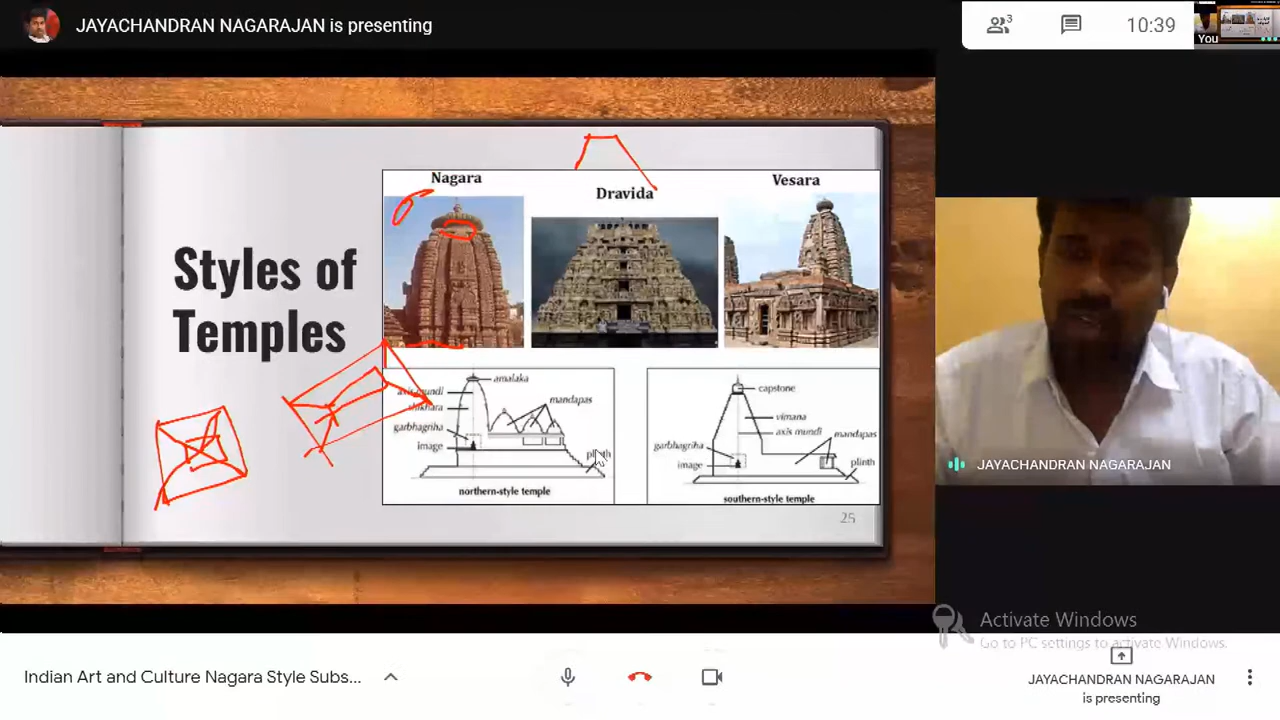 JAYACHANDRAN NAGARAJAN is presenting
3
10:39
You
Nagara
Dravida
Vesara
Styles of
Temples
amalaka
axis mundi
shikhara
mandapas
garbhagriha
image
plinth
northern-style temple
capstone
vimana
axis mundi
mandapas
garbhagriha
image
plinth
southern-style temple
25
JAYACHANDRAN NAGARAJAN
Activate Windows
Go to PC settings to activate Windows.
Indian Art and Culture Nagara Style Subs...
JAYACHANDRAN NAGARAJAN
is presenting